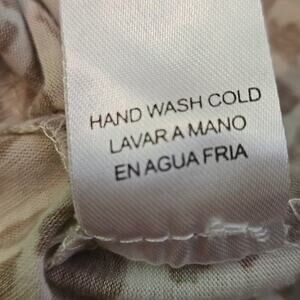 HAND WASH COLD
LAVAR A MANO
EN AGUA FRIA